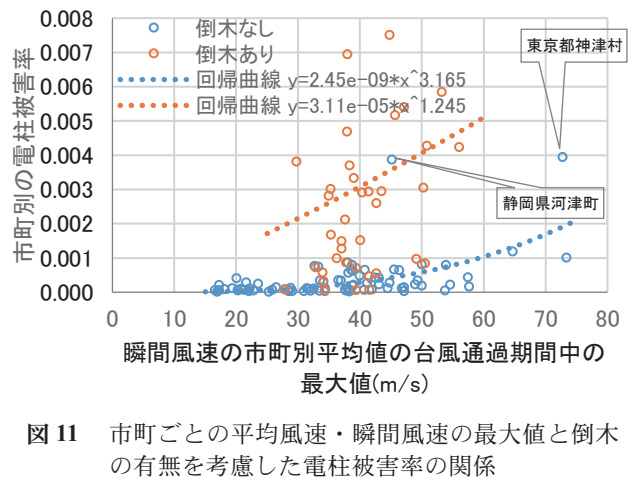 0.008
0.007
0.006
0.005
0.004
0.003
0.002
0.001
0.000
市町別の電柱被害率
倒木なし
倒木あり
回帰曲線 y=2.45e-09*x^3.165
回帰曲線 y=3.11e-05*x^1.245
東京都神津村
静岡県河津町
0 10 20 30 40 50 60 70 80
瞬間風速の市町別平均値の台風通過期間中の
最大値(m/s)
図 11 市町ごとの平均風速・瞬間風速の最大値と倒木
の有無を考慮した電柱被害率の関係